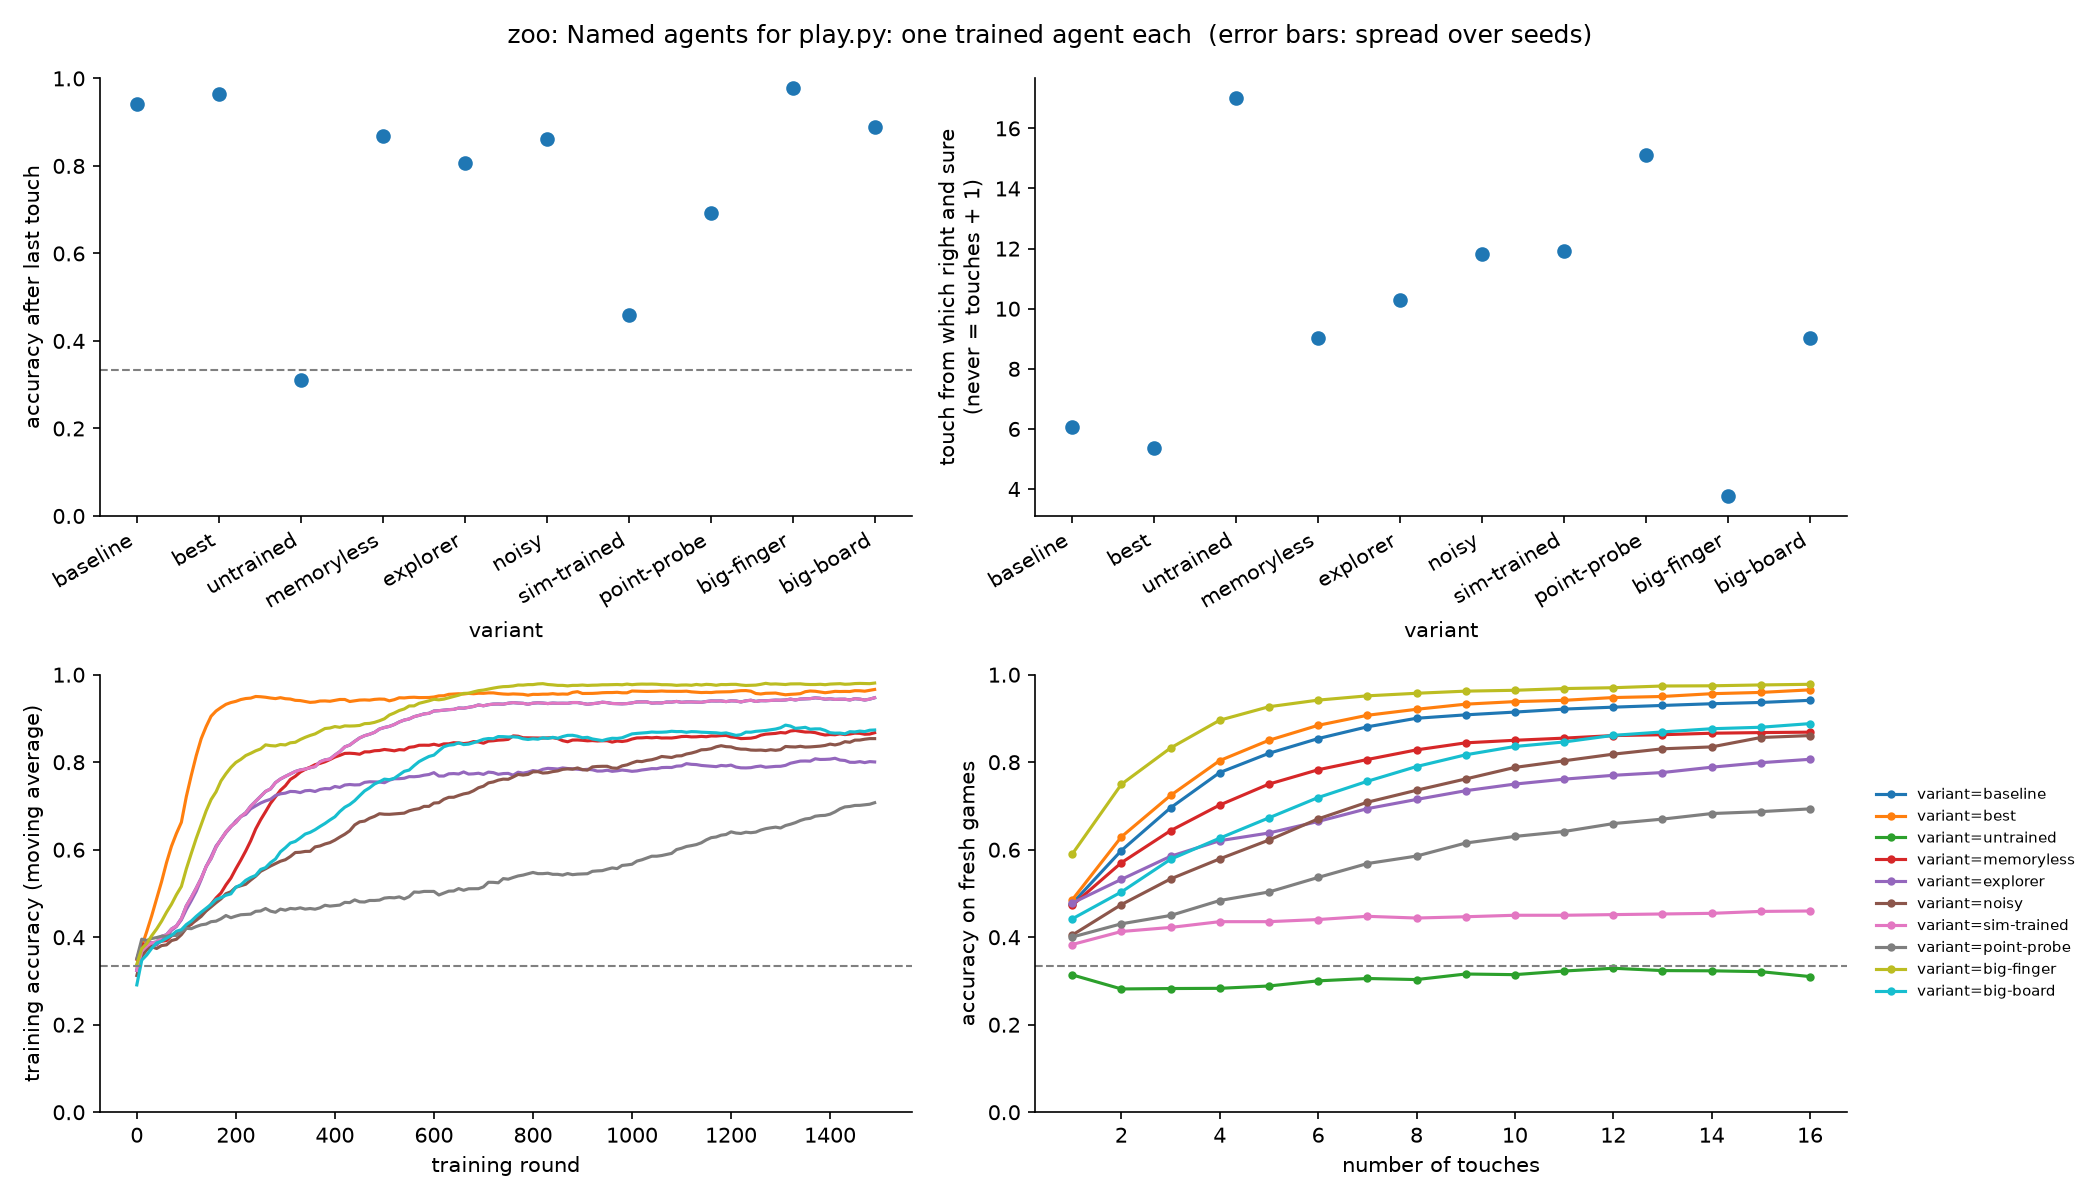 zoo: Named agents for play.py: one trained agent each  (error bars: spread over seeds)
accuracy after last touch
1.0
0.8
0.6
0.4
0.2
0.0
baseline
best
untrained
memoryless
explorer
noisy
sim-trained
point-probe
big-finger
big-board
variant
touch from which right and sure
(never = touches + 1)
16
14
12
10
8
6
4
baseline
best
untrained
memoryless
explorer
noisy
sim-trained
point-probe
big-finger
big-board
variant
training accuracy (moving average)
1.0
0.8
0.6
0.4
0.2
0.0
0
200
400
600
800
1000
1200
1400
training round
accuracy on fresh games
1.0
0.8
0.6
0.4
0.2
0.0
2
4
6
8
10
12
14
16
number of touches
variant=baseline
variant=best
variant=untrained
variant=memoryless
variant=explorer
variant=noisy
variant=sim-trained
variant=point-probe
variant=big-finger
variant=big-board